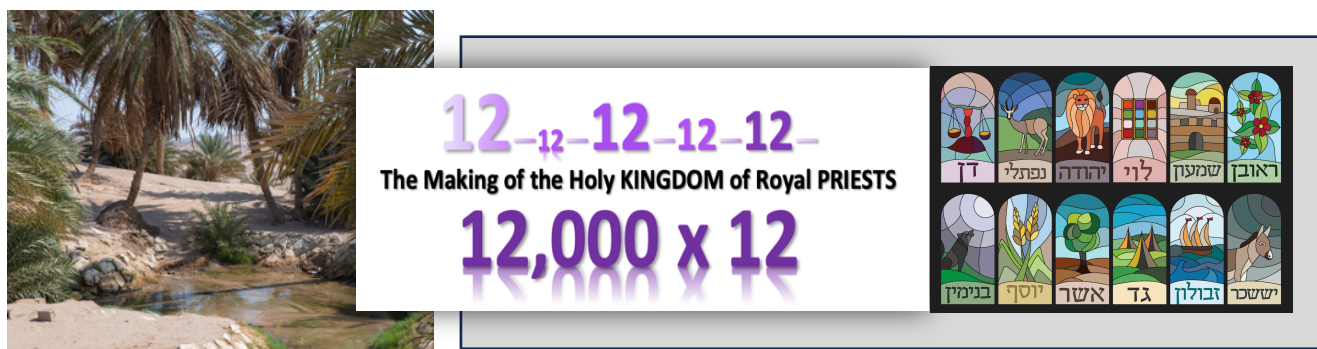 12–12–12–12–12–
The Making of the Holy KINGDOM of Royal PRIESTS
12,000 x 12
ראובן שמעון לוי יהודה נפתלי דן
יששכר זבולון גד אשר יוסף בנימין